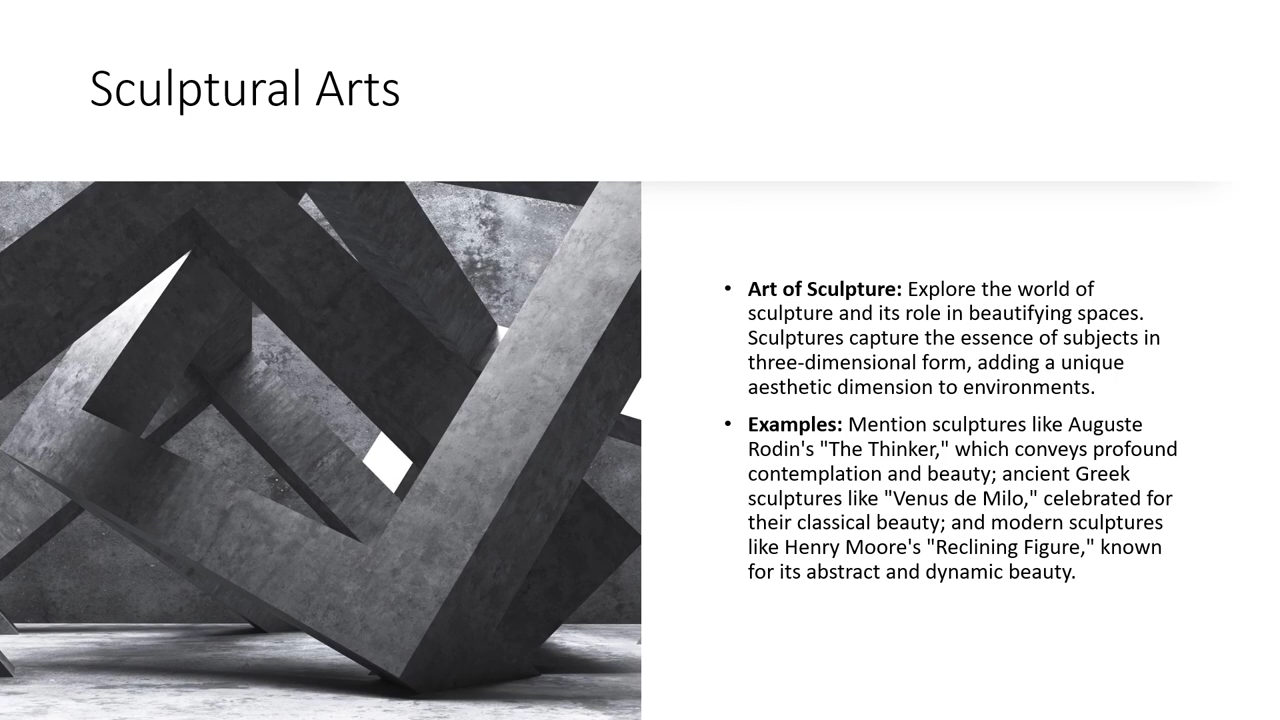 Sculptural Arts
• Art of Sculpture: Explore the world of
sculpture and its role in beautifying spaces.
Sculptures capture the essence of subjects in
three-dimensional form, adding a unique
aesthetic dimension to environments.
• Examples: Mention sculptures like Auguste
Rodin's "The Thinker," which conveys profound
contemplation and beauty; ancient Greek
sculptures like "Venus de Milo," celebrated for
their classical beauty; and modern sculptures
like Henry Moore's "Reclining Figure," known
for its abstract and dynamic beauty.